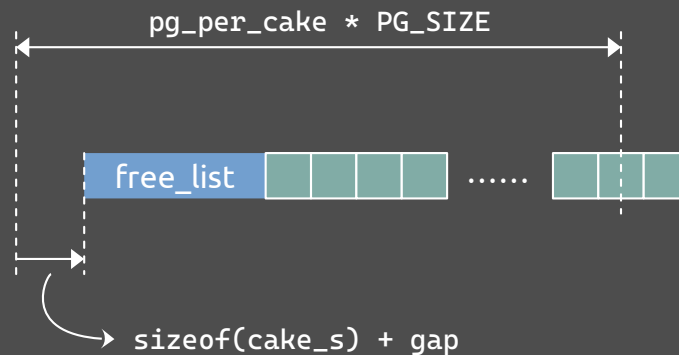 pg_per_cake * PG_SIZE
free_list
......
sizeof(cake_s) + gap